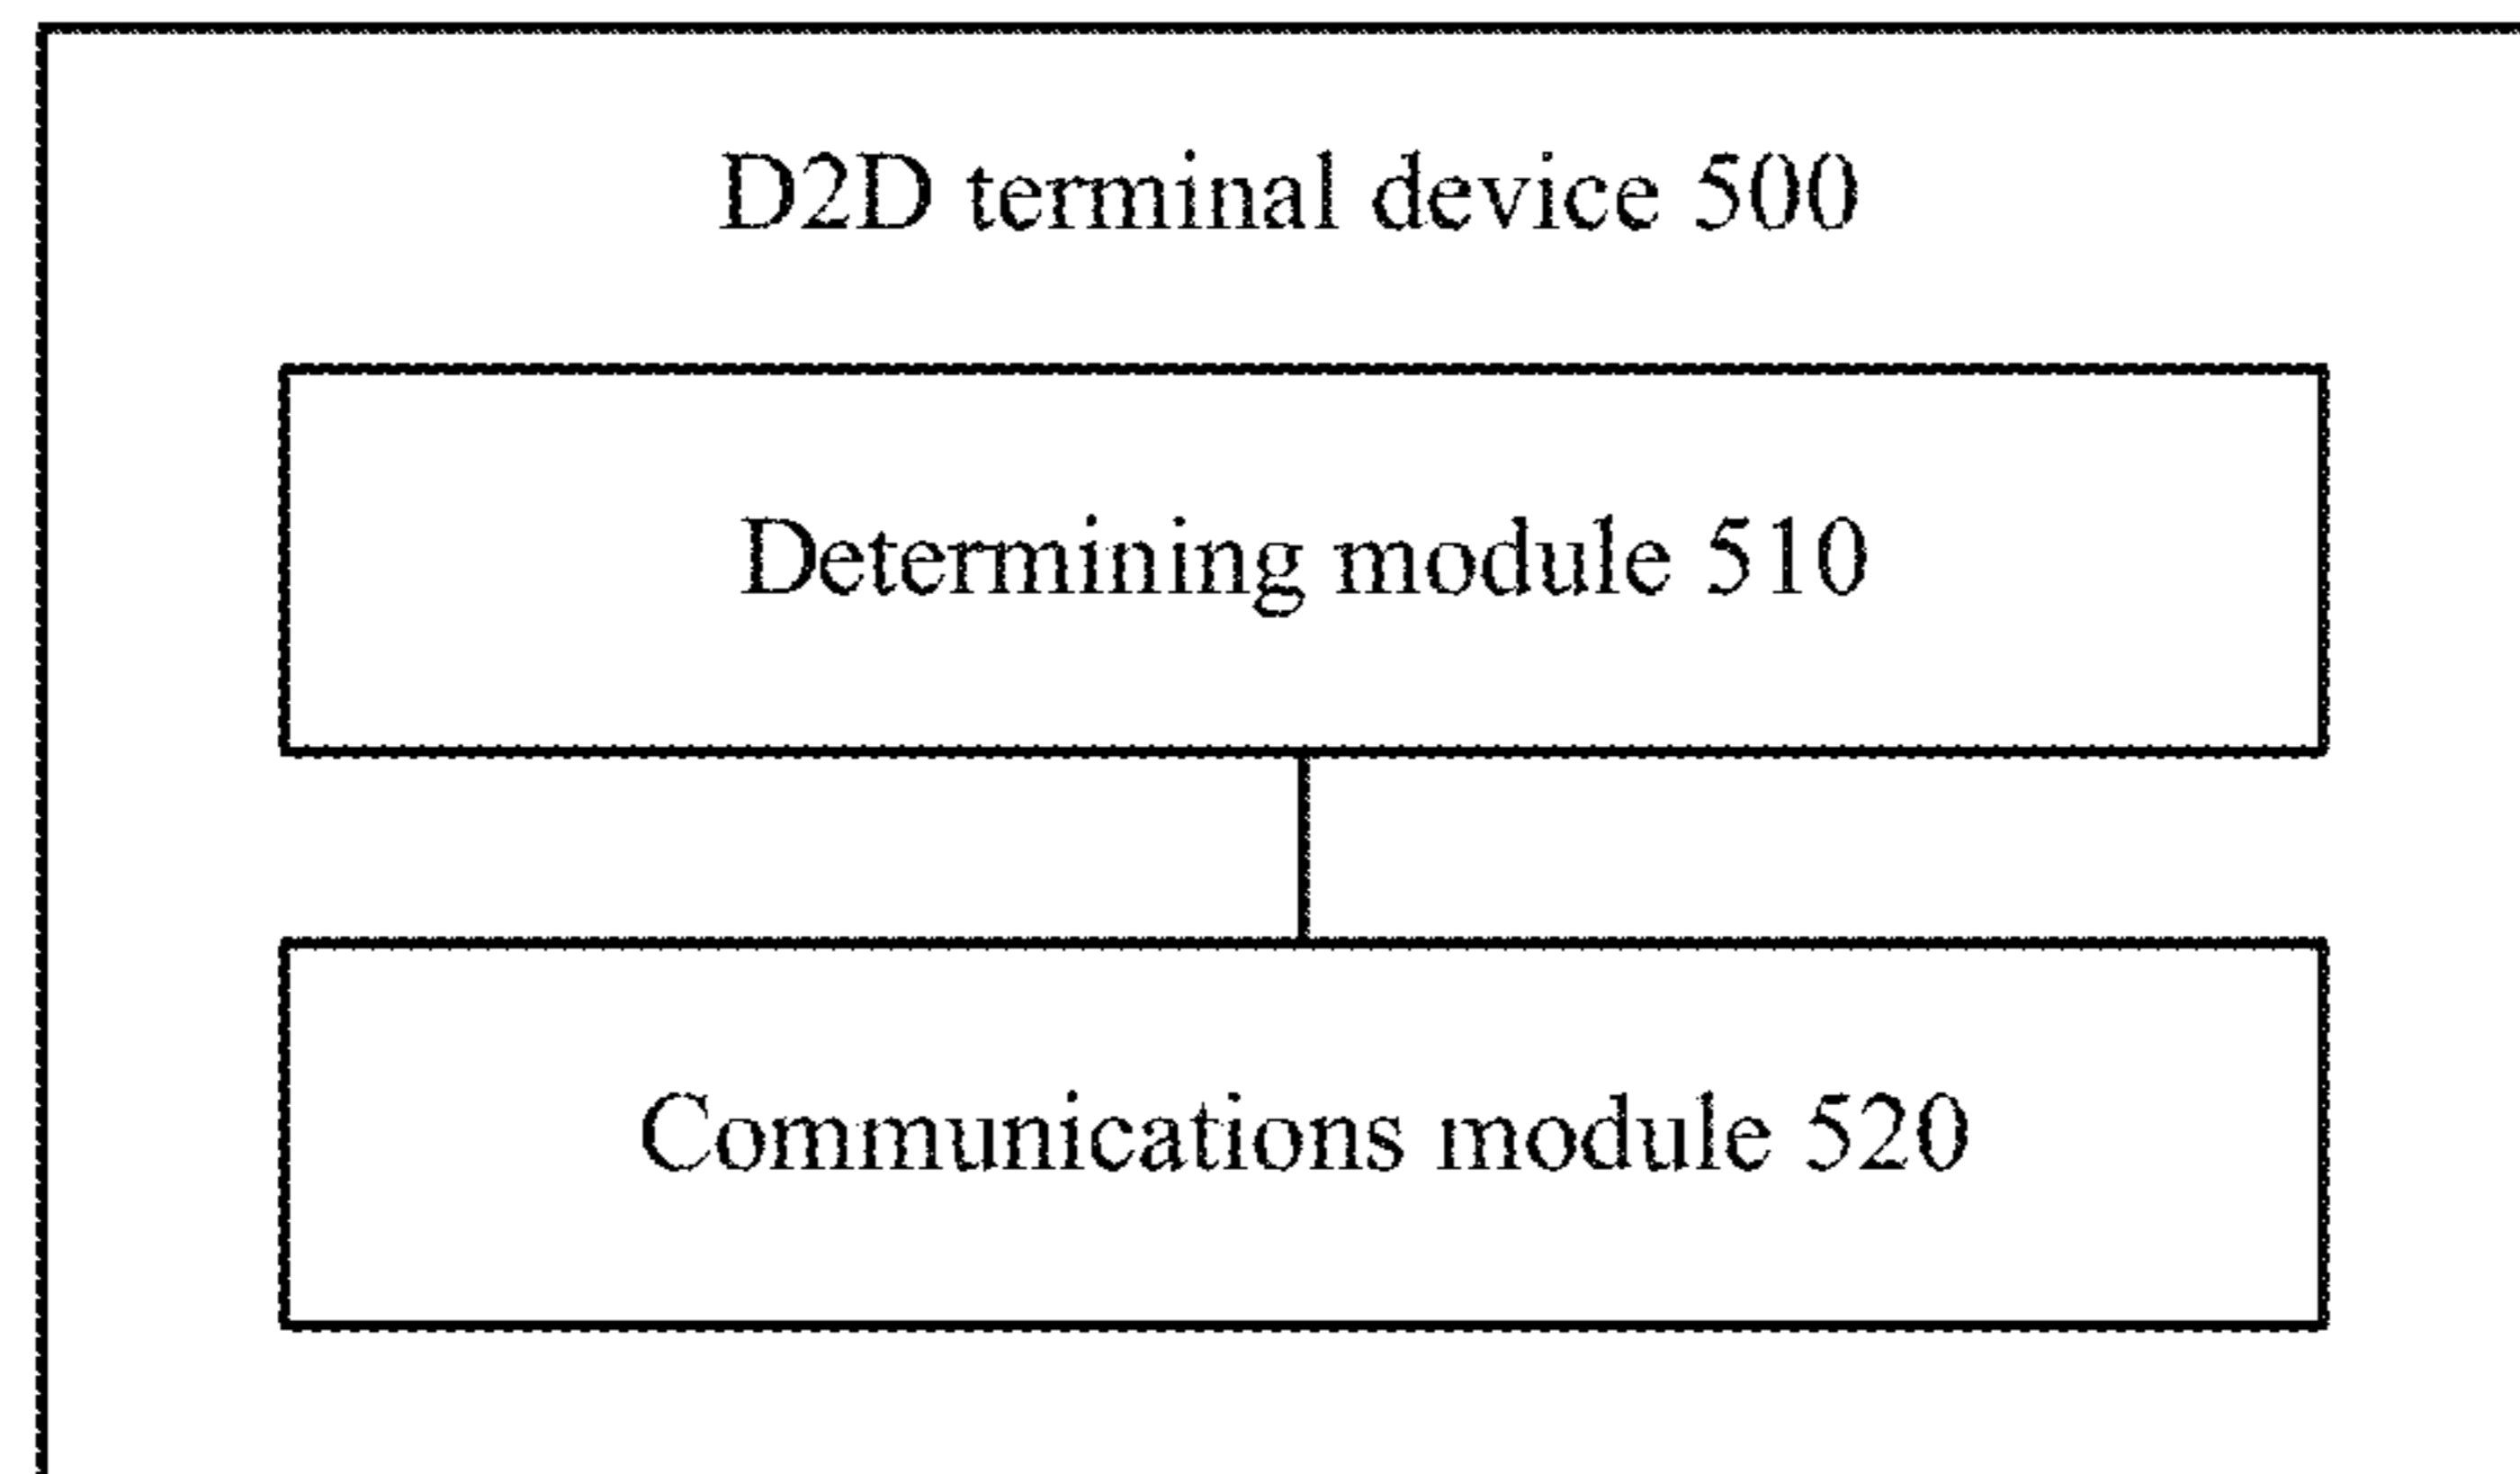 D2D terminal device 500
Determining module 510
Communications module 520